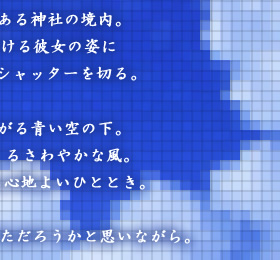 ある神社の境内。
ける彼女の姿に
シャッターを切る。
がる青い空の下。
るさわやかな風。
心地よいひととき。
ただろうかと思いながら。